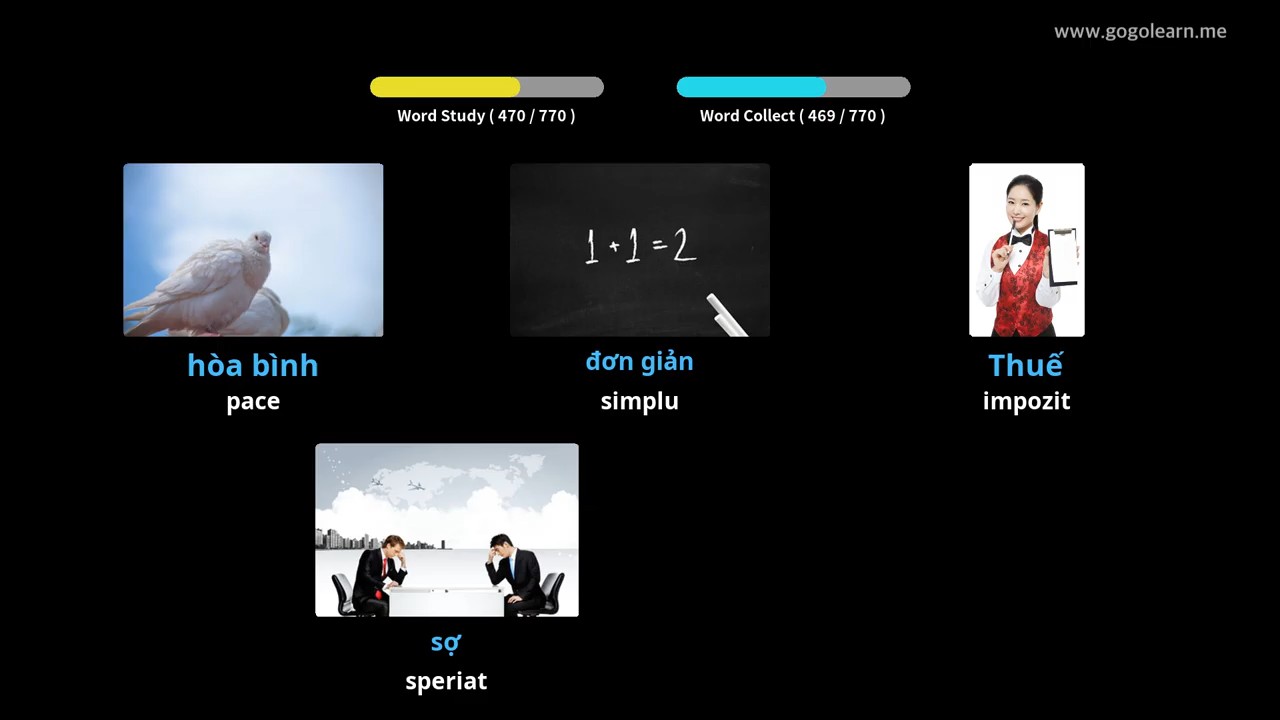 www.gogolearn.me
Word Study ( 470 / 770 )
Word Collect ( 469 / 770 )
1 + 1 = 2
hòa bình
pace
đơn giản
simplu
Thuế
impozit
sợ
speriat